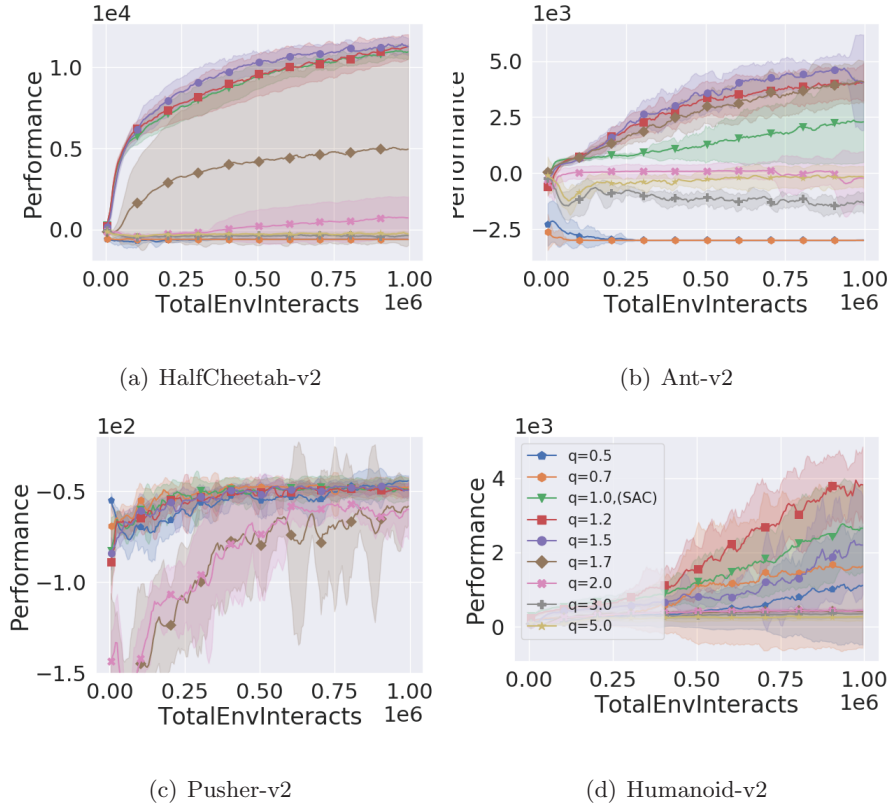 1e4
Performance
1.0
0.5
0.0
0.00 0.25 0.50 0.75 1.00
TotalEnvInteracts 1e6
(a) HalfCheetah-v2
1e3
Performance
5.0
2.5
0.0
−2.5
0.00 0.25 0.50 0.75 1.00
TotalEnvInteracts 1e6
(b) Ant-v2
1e2
Performance
−0.5
−1.0
−1.5
0.00 0.25 0.50 0.75 1.00
TotalEnvInteracts 1e6
(c) Pusher-v2
1e3
Performance
4
2
0
q=0.5
q=0.7
q=1.0,(SAC)
q=1.2
q=1.5
q=1.7
q=2.0
q=3.0
q=5.0
0.00 0.25 0.50 0.75 1.00
TotalEnvInteracts 1e6
(d) Humanoid-v2